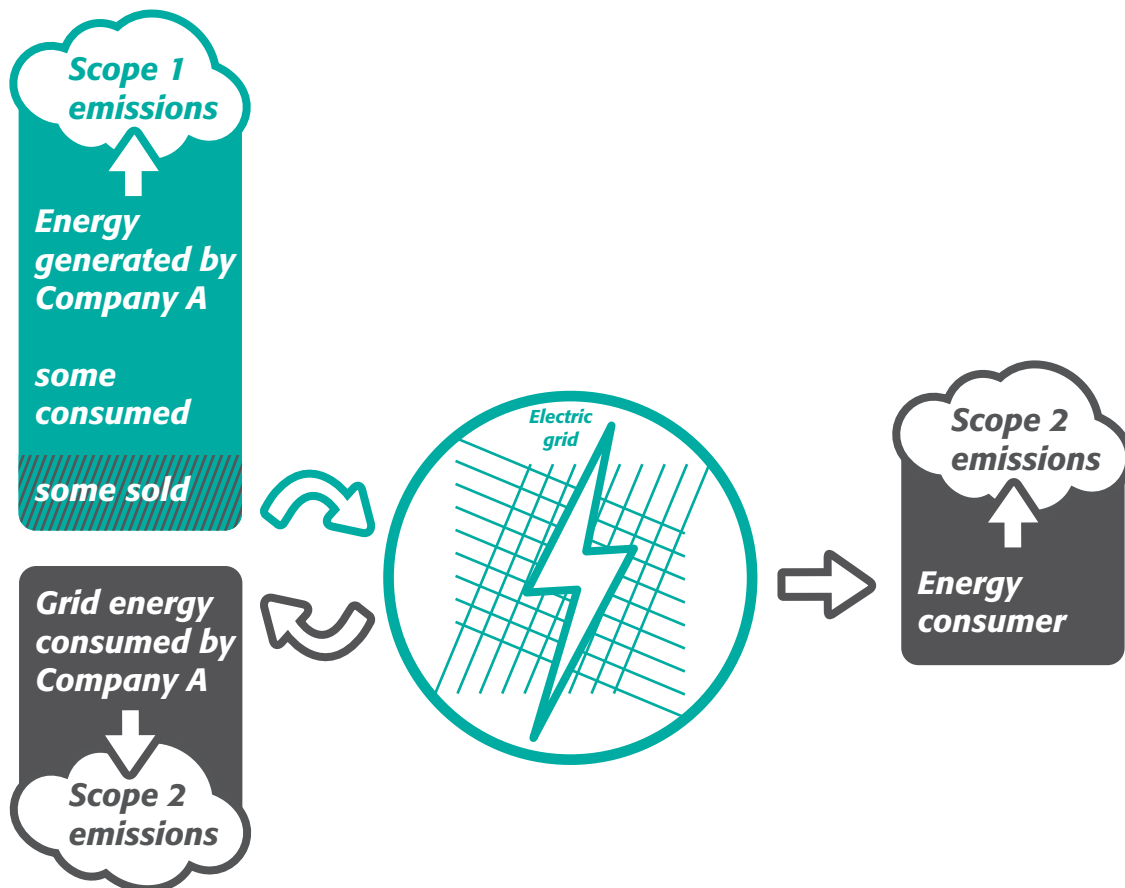 Scope 1
emissions
Energy
generated by
Company A
some
consumed
some sold
Grid energy
consumed by
Company A
Scope 2
emissions
Electric
grid
Scope 2
emissions
Energy
consumer